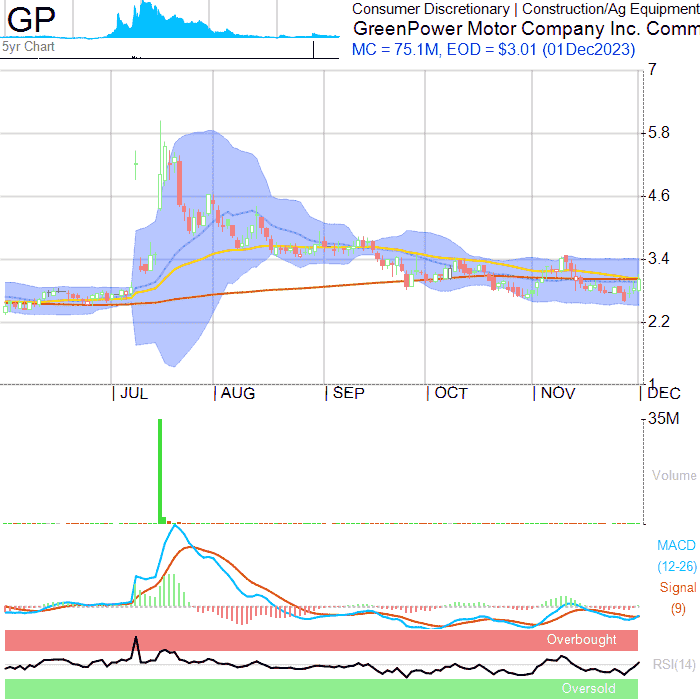 GP
Consumer Discretionary | Construction/Ag Equipment
GreenPower Motor Company Inc. Comm
MC = 75.1M, EOD = $3.01 (01Dec2023)
5yr Chart
7
5.8
4.6
3.4
2.2
1
JUL AUG SEP OCT NOV DEC
35M
Volume
MACD
(12-26)
Signal
(9)
Overbought
RSI(14)
Oversold